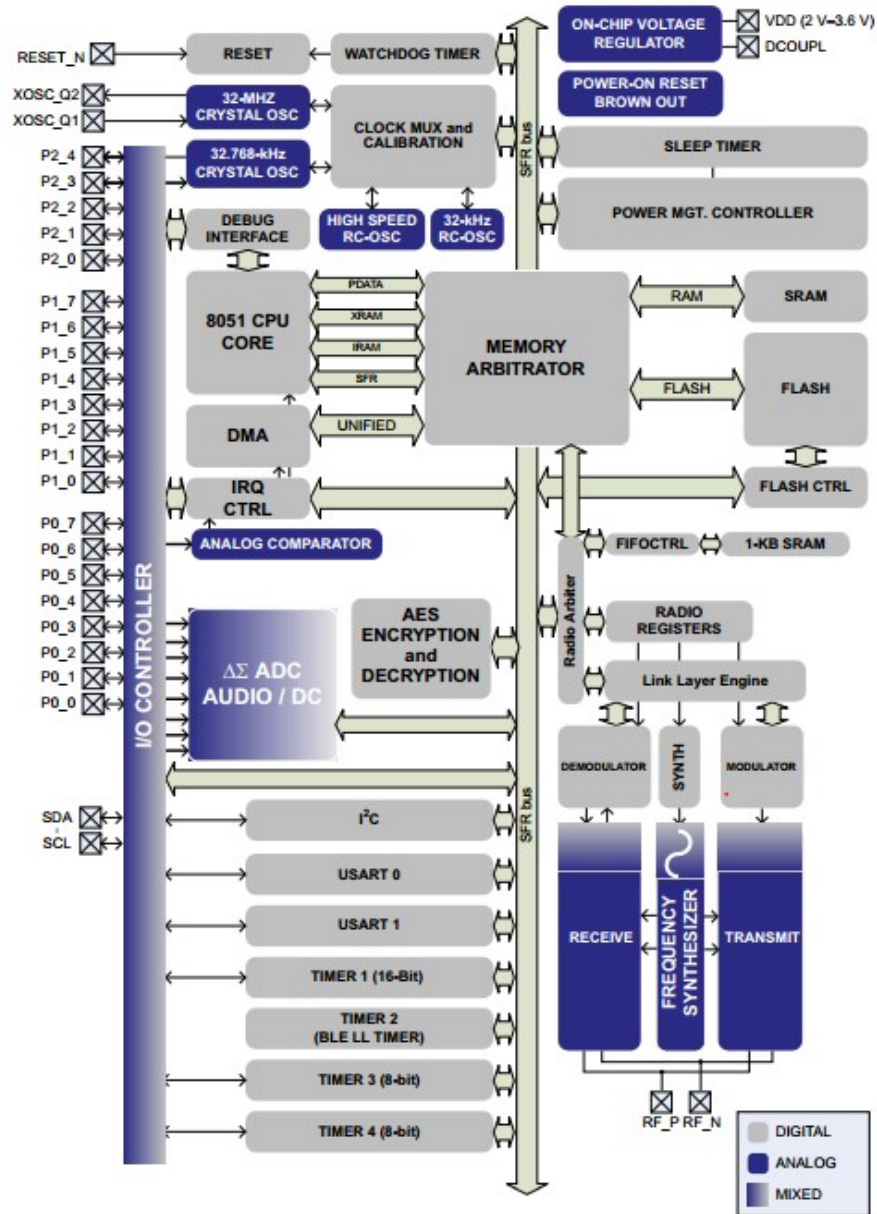 RESET_N
XOSC_Q2
XOSC_Q1
P2_4
P2_3
P2_2
P2_1
P2_0
P1_7
P1_6
P1_5
P1_4
P1_3
P1_2
P1_1
P1_0
P0_7
P0_6
P0_5
P0_4
P0_3
P0_2
P0_1
P0_0
SDA
SCL
I/O CONTROLLER
RESET
WATCHDOG TIMER
32-MHZ
CRYSTAL OSC
32.768-kHz
CRYSTAL OSC
CLOCK MUX and
CALIBRATION
DEBUG
INTERFACE
HIGH SPEED
RC-OSC
32-kHz
RC-OSC
8051 CPU
CORE
PDATA
XRAM
IRAM
SFR
MEMORY
ARBITRATOR
DMA
UNIFIED
IRQ
CTRL
ANALOG COMPARATOR
ΔΣ ADC
AUDIO / DC
AES
ENCRYPTION
and
DECRYPTION
I²C
USART 0
USART 1
TIMER 1 (16-Bit)
TIMER 2
(BLE LL TIMER)
TIMER 3 (8-bit)
TIMER 4 (8-bit)
SFR bus
SFR bus
ON-CHIP VOLTAGE
REGULATOR
VDD (2 V–3.6 V)
DCOUPL
POWER-ON RESET
BROWN OUT
SLEEP TIMER
POWER MGT. CONTROLLER
RAM
SRAM
FLASH
FLASH
FLASH CTRL
FIFOCTRL
1-KB SRAM
Radio Arbiter
RADIO
REGISTERS
Link Layer Engine
DEMODULATOR
SYNTH
MODULATOR
RECEIVE
FREQUENCY
SYNTHESIZER
TRANSMIT
RF_P
RF_N
DIGITAL
ANALOG
MIXED